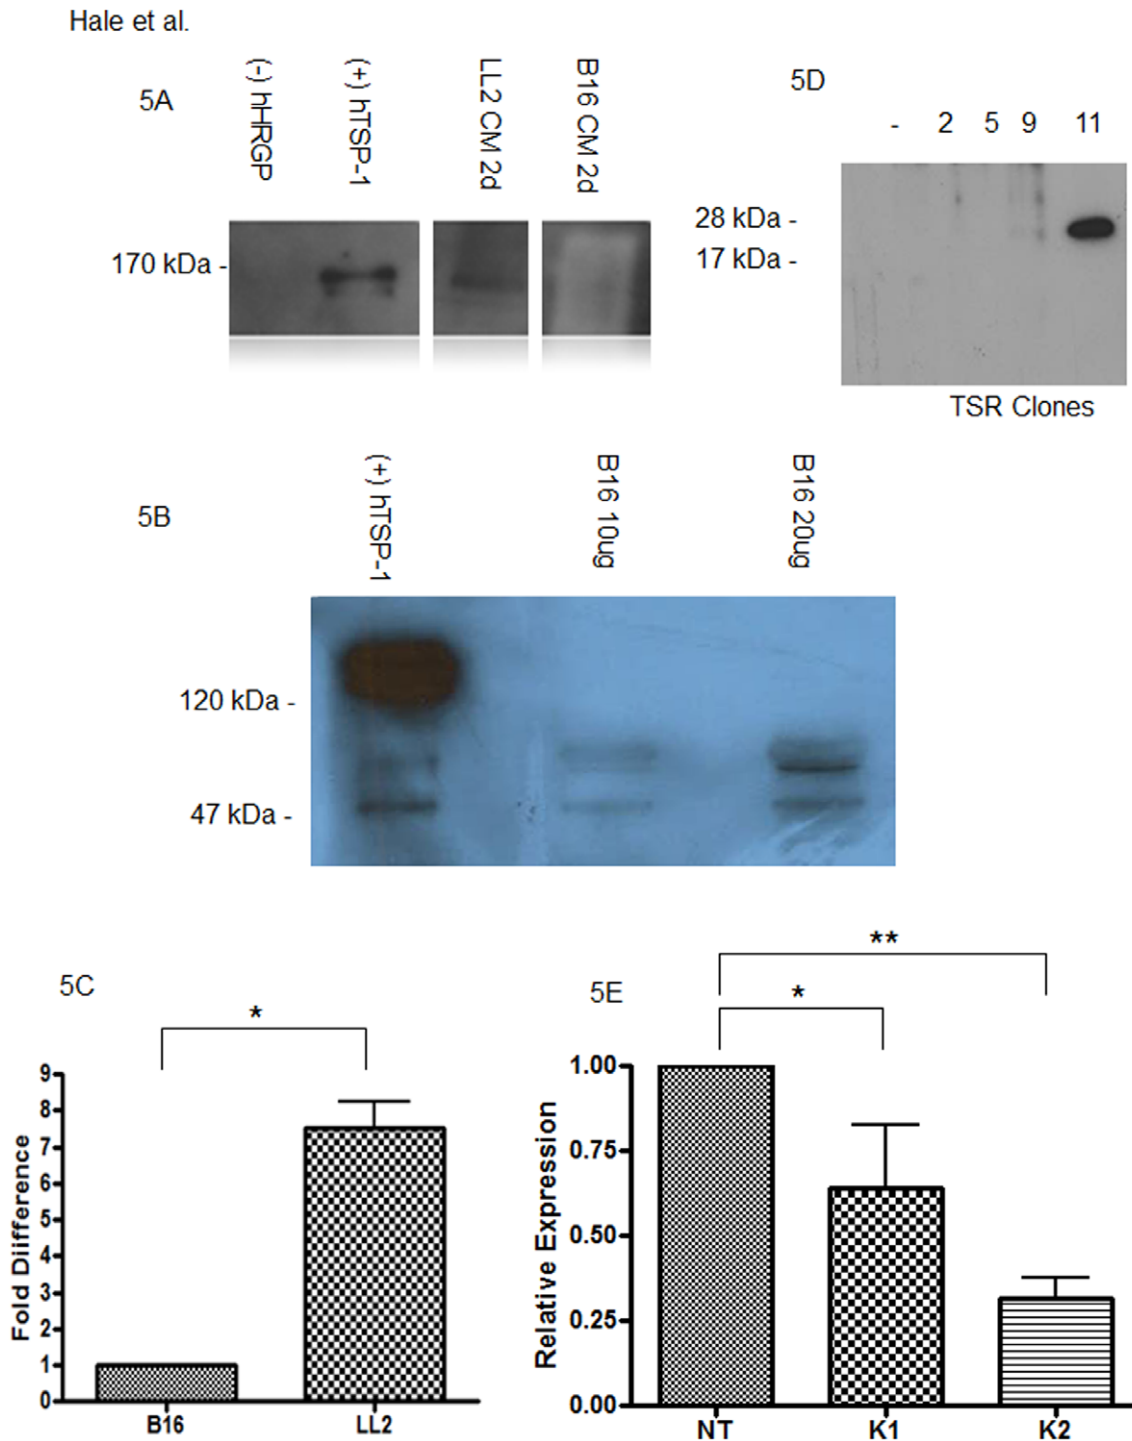 Hale et al.
5A
(-) hHRGP
(+) hTSP-1
LL2 CM 2d
B16 CM 2d
170 kDa -
5D
- 2 5 9 11
28 kDa -
17 kDa -
TSR Clones
5B
(+) hTSP-1
B16 10ug
B16 20ug
120 kDa -
47 kDa -
5C
*
Fold Diifference
9
8
7
6
5
4
3
2
1
0
B16 LL2
5E
**
*
Relative Expression
1.00
0.75
0.50
0.25
0.00
NT K1 K2